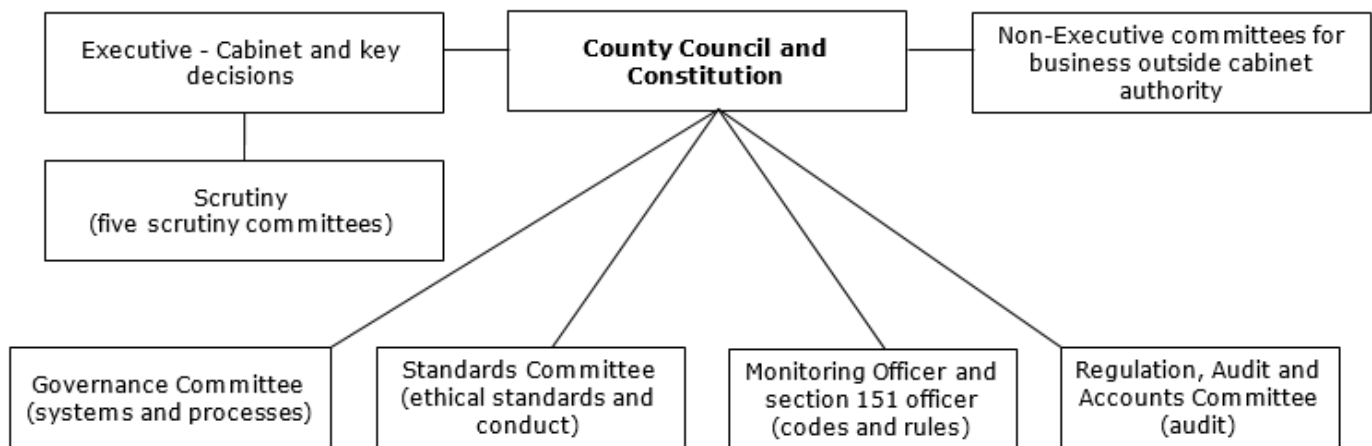 Executive - Cabinet and key
decisions
County Council and
Constitution
Non-Executive committees for
business outside cabinet
authority
Scrutiny
(five scrutiny committees)
Governance Committee
(systems and processes)
Standards Committee
(ethical standards and
conduct)
Monitoring Officer and
section 151 officer
(codes and rules)
Regulation, Audit and
Accounts Committee
(audit)